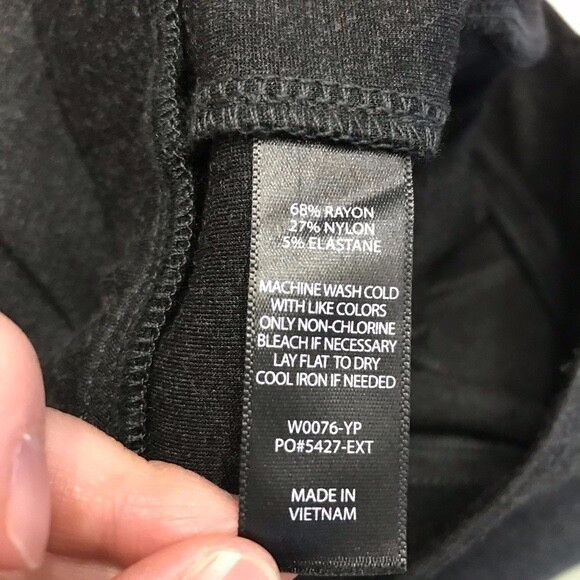 68% RAYON
27% NYLON
5% ELASTANE
MACHINE WASH COLD
WITH LIKE COLORS
ONLY NON-CHLORINE
BLEACH IF NECESSARY
LAY FLAT TO DRY
COOL IRON IF NEEDED
W0076-YP
PO#5427-EXT
MADE IN
VIETNAM